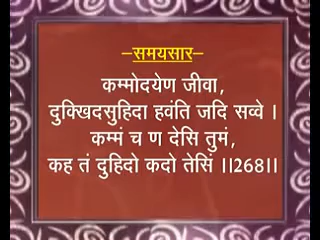 –समयसार–
कम्मोदयेण जीवा,
दुक्खिदसुहिदा हवंति जदि सव्वे ।
कम्मं च ण देसि तुमं,
कह तं दुहिदो कदो तेसिं ।।268।।